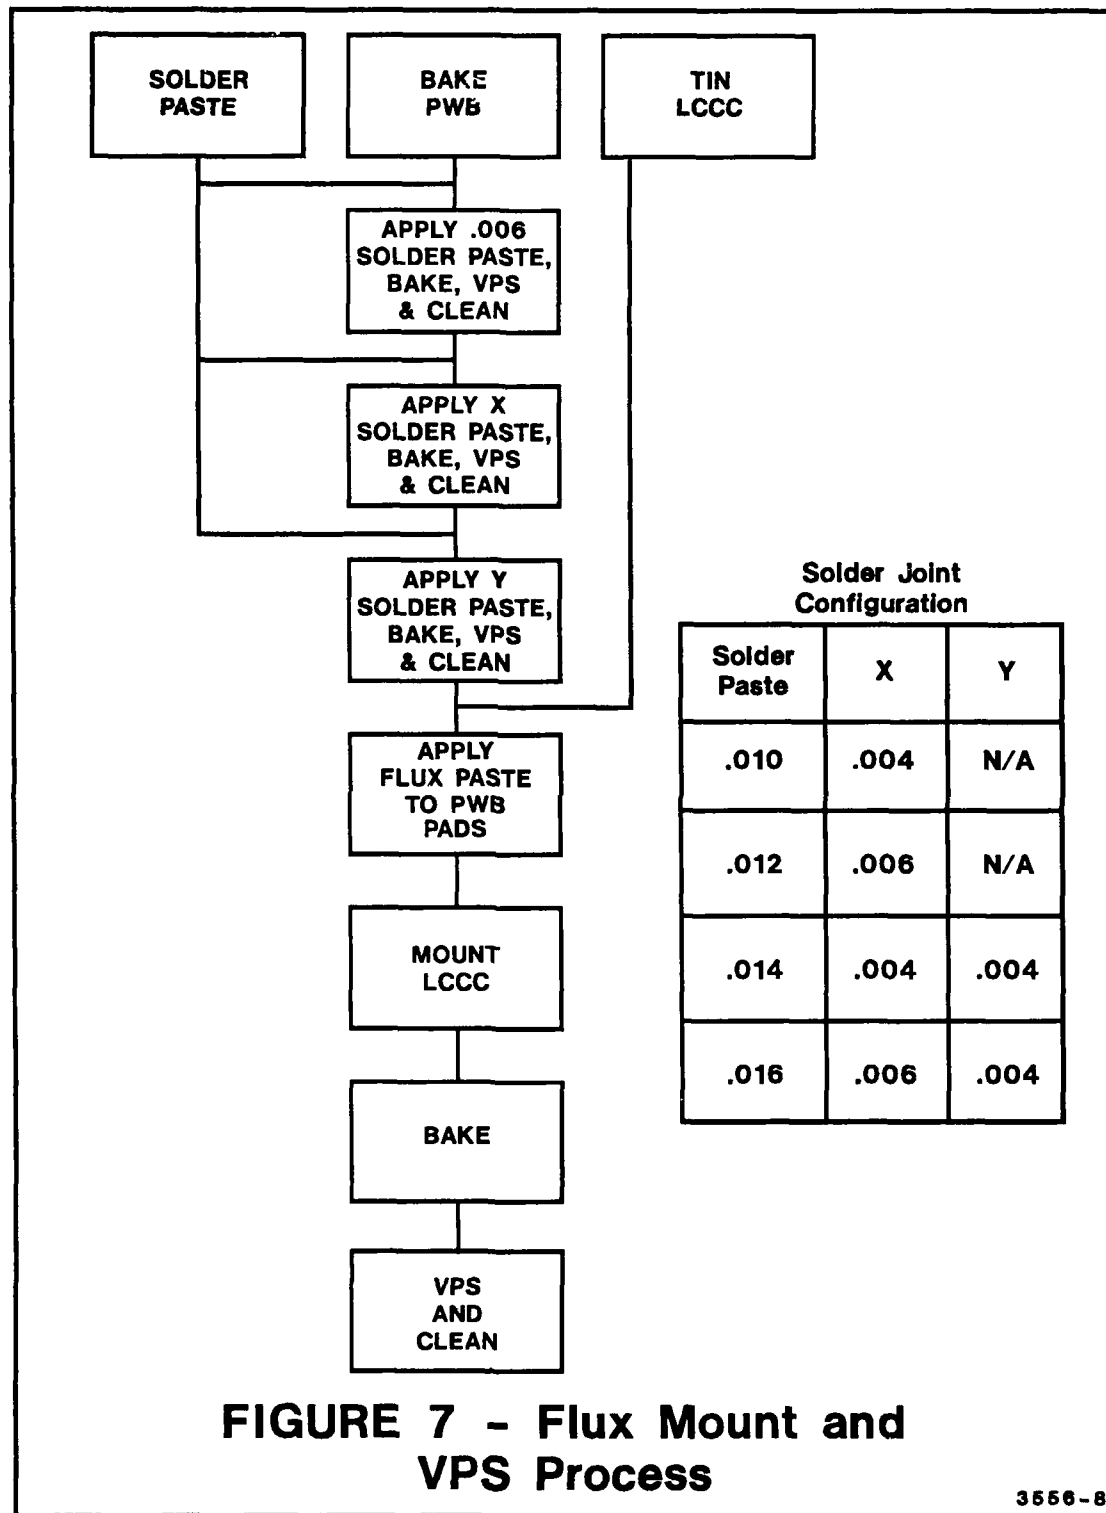 SOLDER
PASTE
BAKE
PWB
TIN
LCCC
APPLY .006
SOLDER PASTE,
BAKE, VPS
& CLEAN
APPLY X
SOLDER PASTE,
BAKE, VPS
& CLEAN
APPLY Y
SOLDER PASTE,
BAKE, VPS
& CLEAN
APPLY
FLUX PASTE
TO PWB
PADS
MOUNT
LCCC
BAKE
VPS
AND
CLEAN
Solder Joint
Configuration
Solder
Paste
X
Y
.010 .004 N/A
.012 .006 N/A
.014 .004 .004
.016 .006 .004
FIGURE 7 - Flux Mount and
VPS Process
3556-8